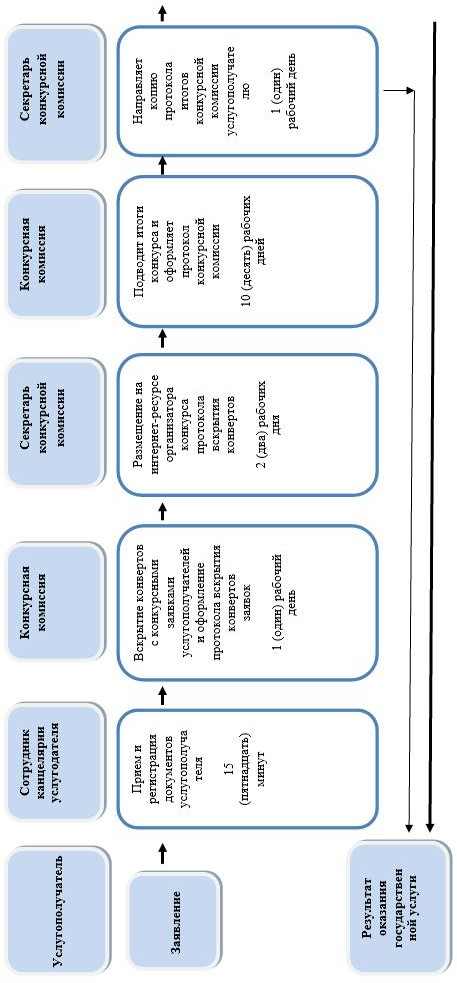 Услугополучатель
Сотрудник
канцелярии
услугодателя
Конкурсная
комиссия
Секретарь
конкурсной
комиссии
Конкурсная
комиссия
Секретарь
конкурсной
комиссии
Заявление
Прием и
регистрация
документов
услугополуча
теля
15
(пятнадцать)
минут
Вскрытие конвертов
с конкурсными
заявками
услугополучателей
и оформление
протокола вскрытия
конвертов
заявок
1 (один) рабочий
день
Размещение на
интернет-ресурсе
организатора
конкурса
протокола
вскрытия
конвертов
2 (два) рабочих
дня
Подводит итоги
конкурса и
оформляет
протокол
конкурсной
комиссии
10 (десять) рабочих
дней
Направляет
копию
протокола
итогов
конкурсной
комиссии
услугополучате
лю
1 (один)
рабочий день
Результат
оказания
государствен
ной услуги